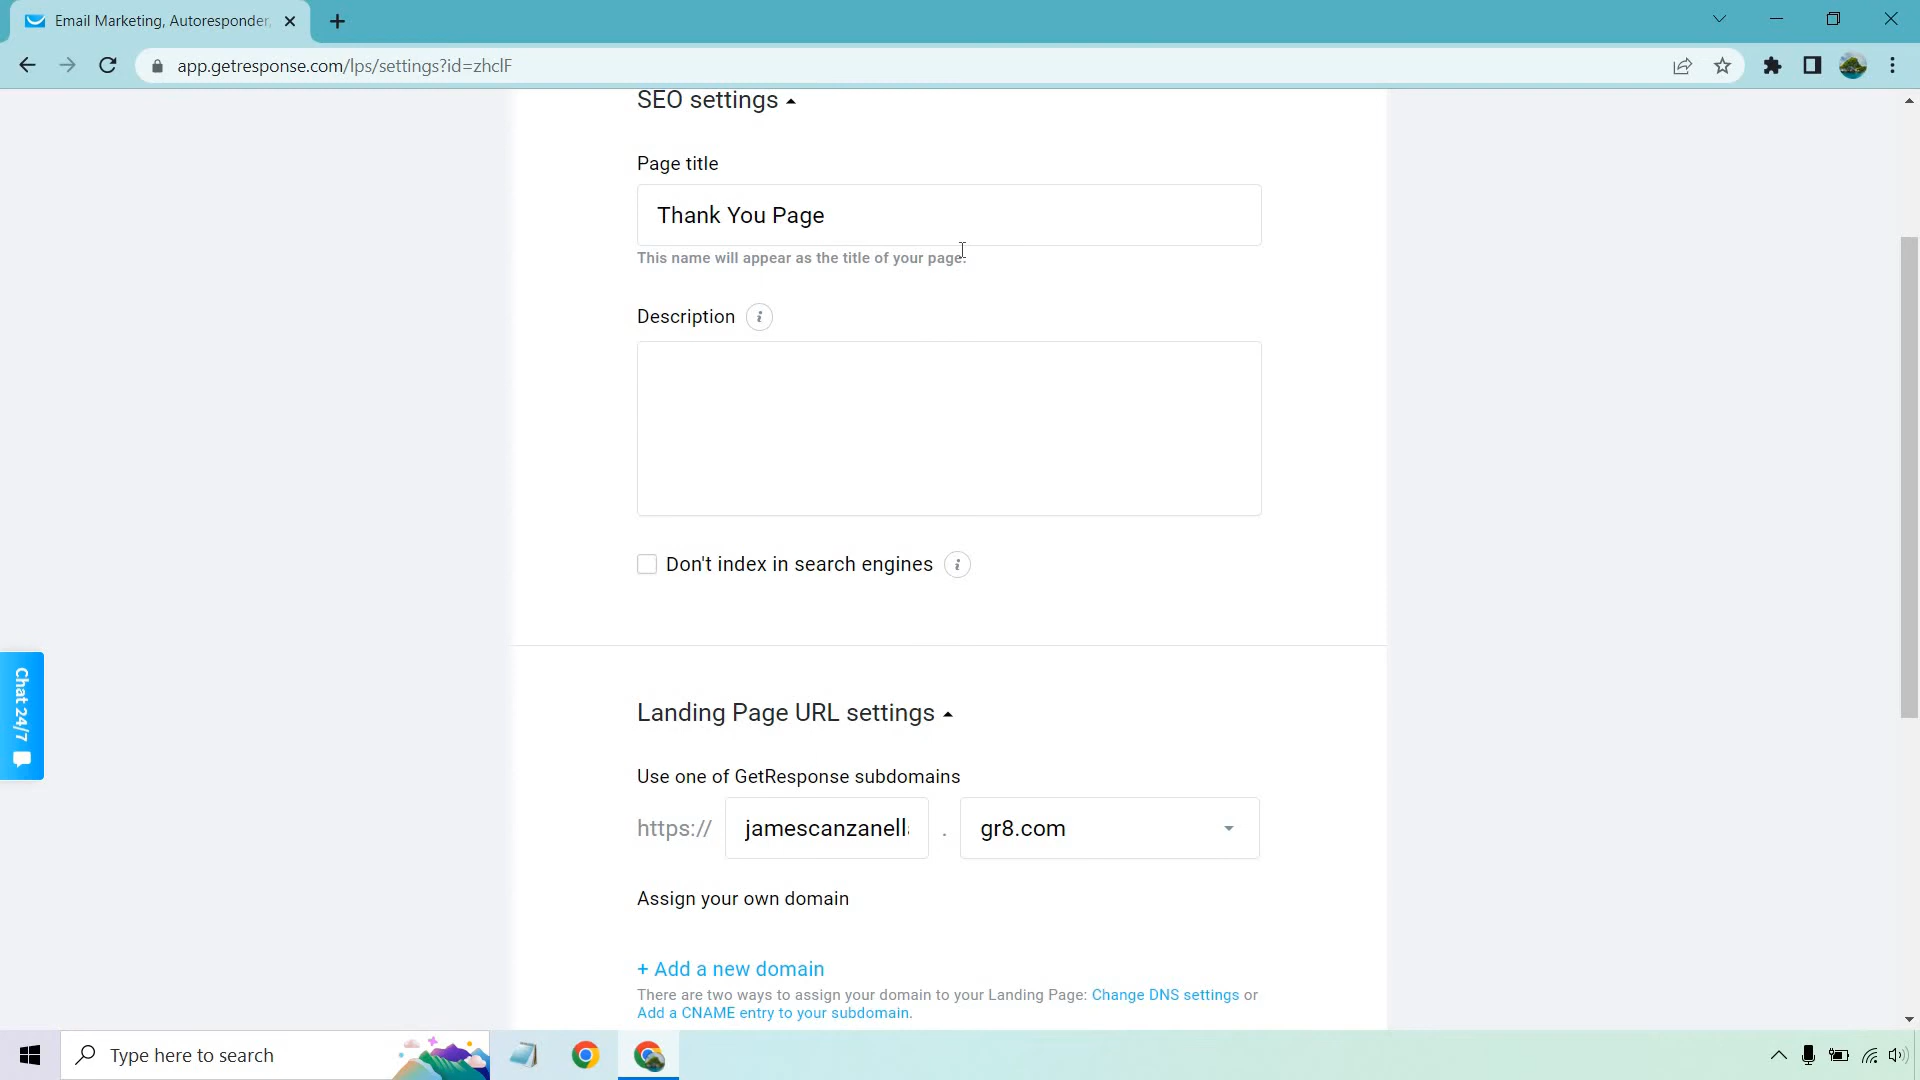 Email Marketing, Autoresponder,
app.getresponse.com/lps/settings?id=zhclF
SEO settings
Page title
Thank You Page
This name will appear as the title of your page.
Description
Don't index in search engines
Chat 24/7
Landing Page URL settings
Use one of GetResponse subdomains
https:// jamescanzanell . gr8.com
Assign your own domain
+ Add a new domain
There are two ways to assign your domain to your Landing Page: Change DNS settings or
Add a CNAME entry to your subdomain.
Type here to search